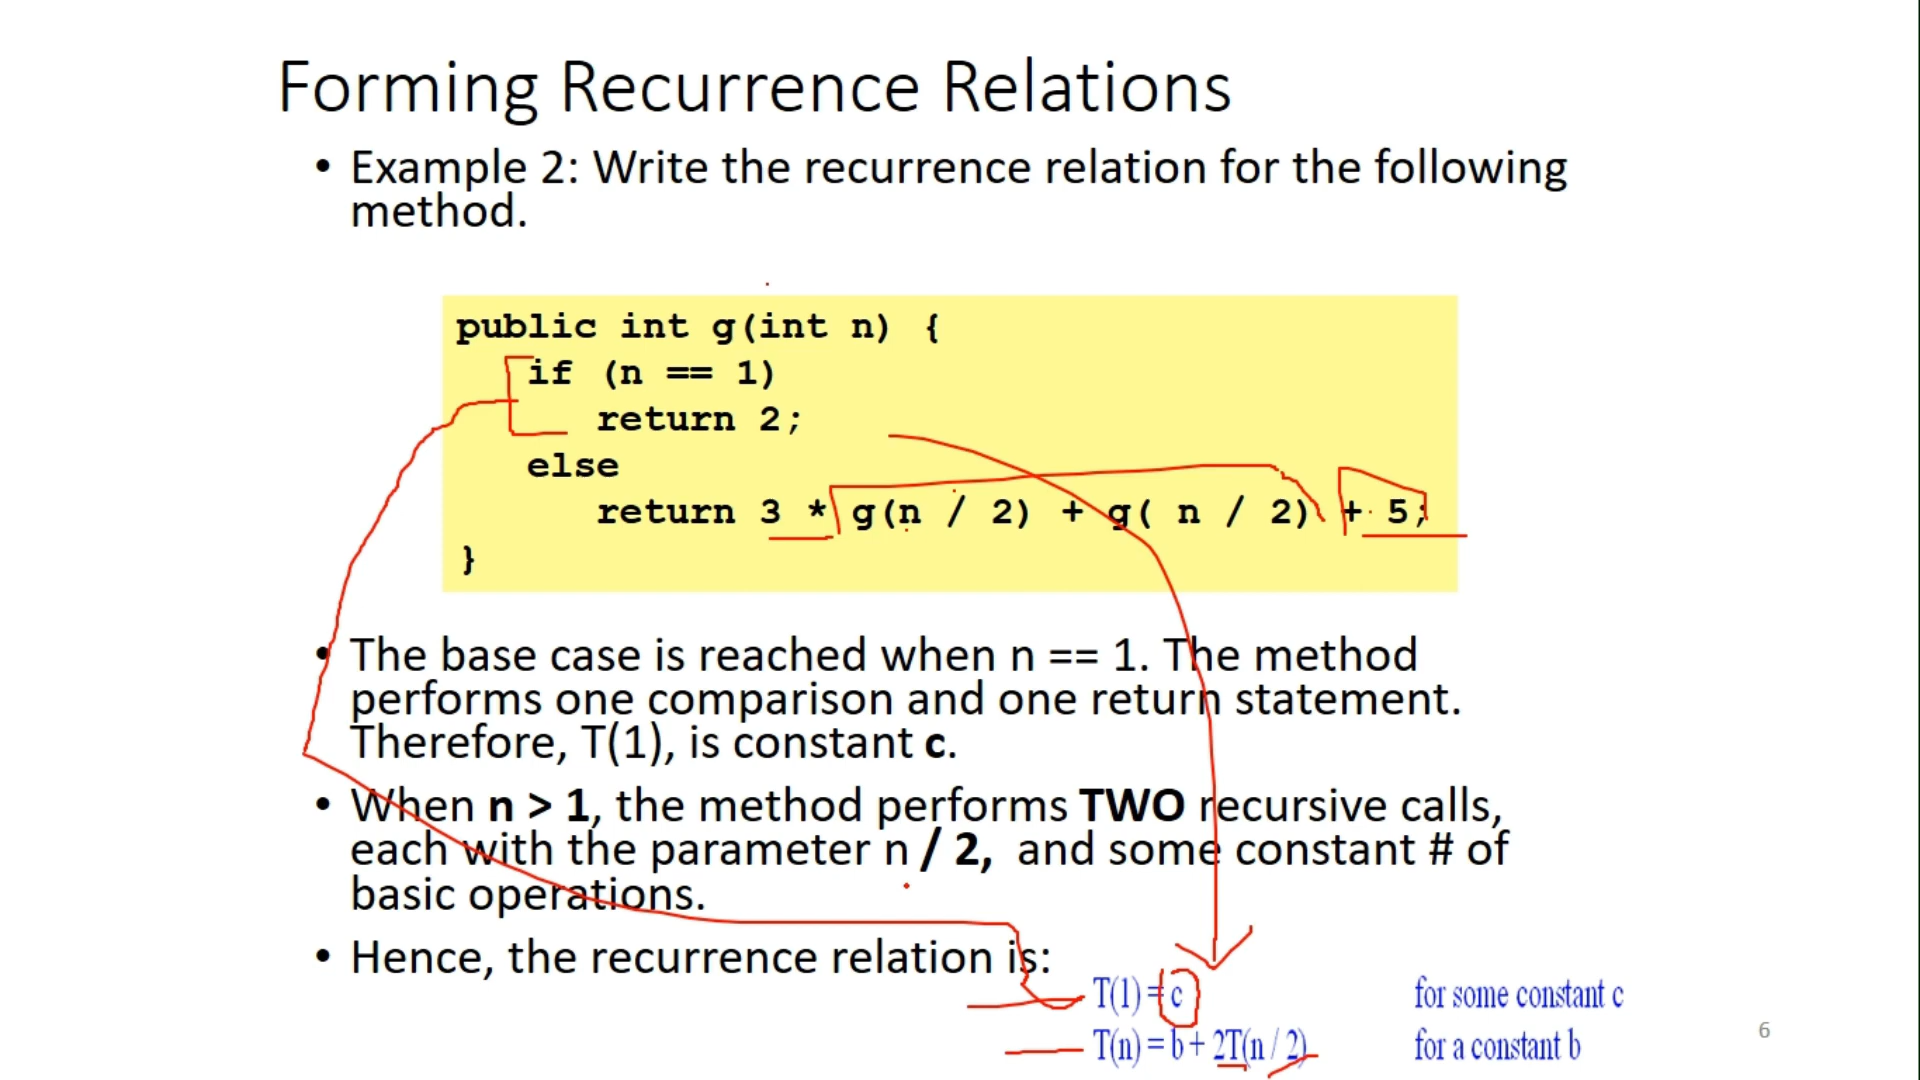 Forming Recurrence Relations
• Example 2: Write the recurrence relation for the following
method.
public int g(int n) {
if (n == 1)
return 2;
else
return 3 * g(n / 2) + g( n / 2) + 5;
}
• The base case is reached when n == 1. The method
performs one comparison and one return statement.
Therefore, T(1), is constant c.
• When n > 1, the method performs TWO recursive calls,
each with the parameter n / 2, and some constant # of
basic operations.
• Hence, the recurrence relation is:
T(1) = c for some constant c
T(n) = b + 2T(n / 2) for a constant b
6